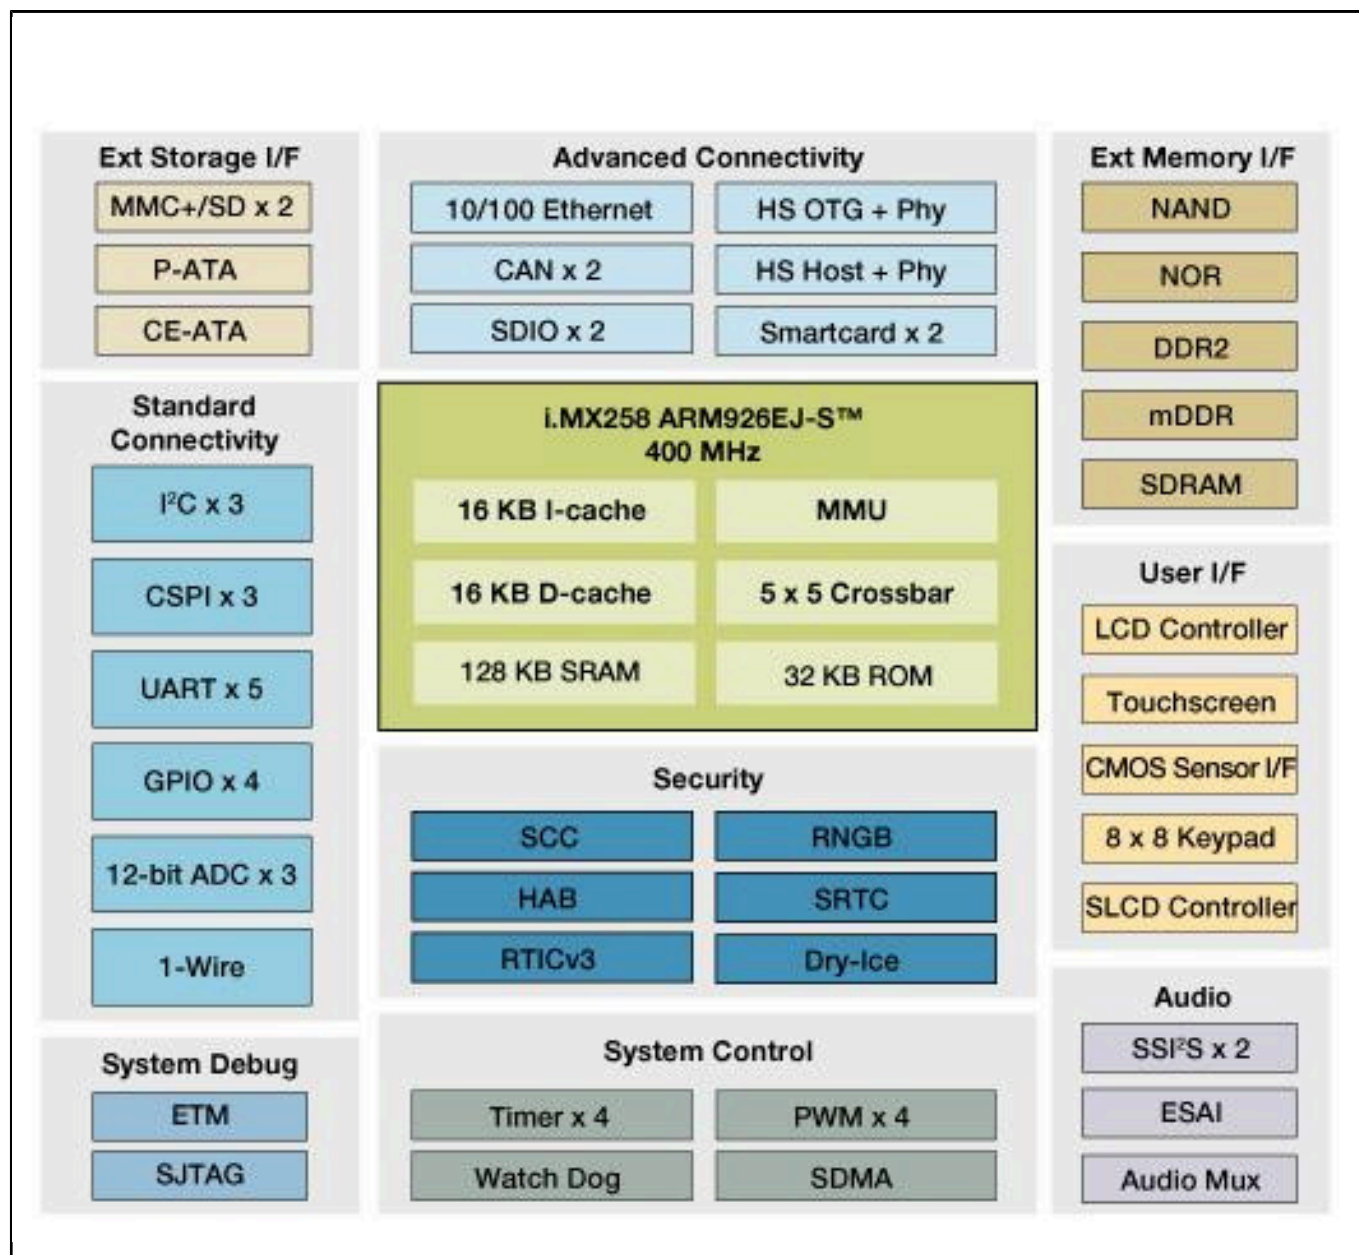 Ext Storage I/F
MMC+/SD x 2
P-ATA
CE-ATA
Advanced Connectivity
10/100 Ethernet
HS OTG + Phy
CAN x 2
HS Host + Phy
SDIO x 2
Smartcard x 2
Ext Memory I/F
NAND
NOR
DDR2
mDDR
SDRAM
Standard
Connectivity
I²C x 3
CSPI x 3
UART x 5
GPIO x 4
12-bit ADC x 3
1-Wire
i.MX258 ARM926EJ-S™
400 MHz
16 KB I-cache
MMU
16 KB D-cache
5 x 5 Crossbar
128 KB SRAM
32 KB ROM
User I/F
LCD Controller
Touchscreen
CMOS Sensor I/F
8 x 8 Keypad
SLCD Controller
Security
SCC
RNGB
HAB
SRTC
RTICv3
Dry-Ice
System Debug
ETM
SJTAG
System Control
Timer x 4
PWM x 4
Watch Dog
SDMA
Audio
SSI²S x 2
ESAI
Audio Mux